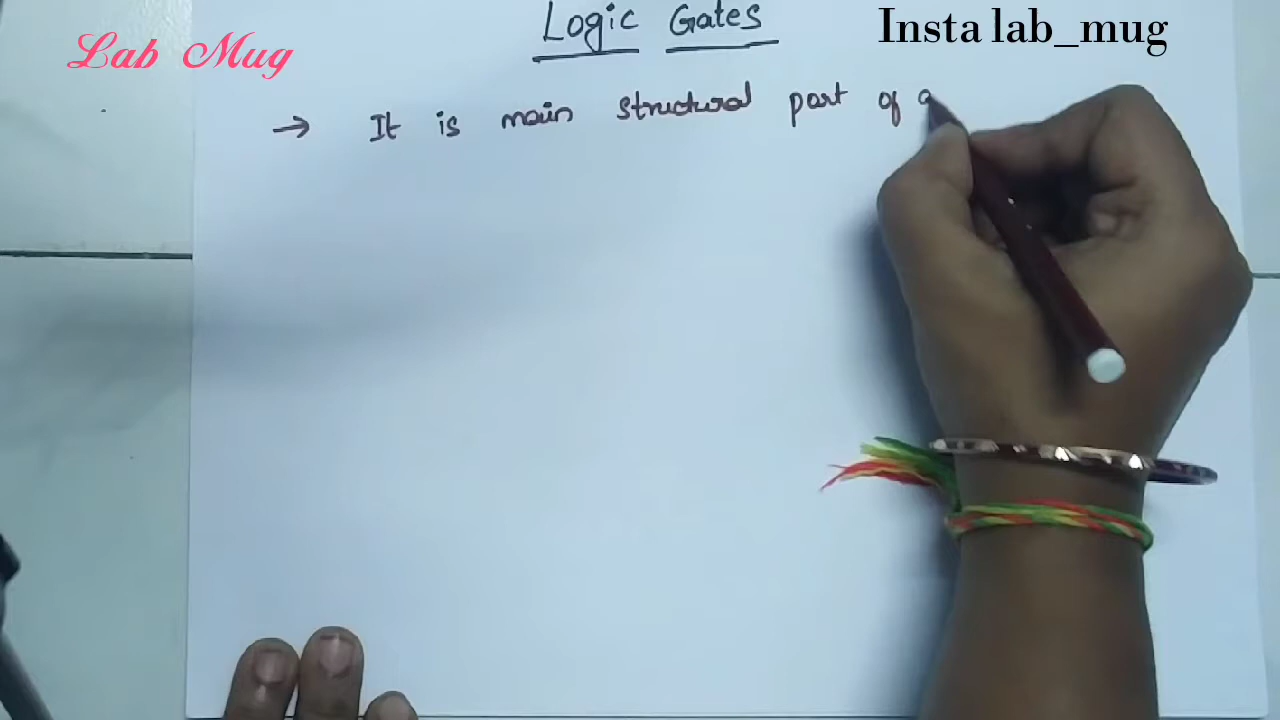 Logic Gates
Insta lab_mug
Lab Mug
→ It is main structural part of a